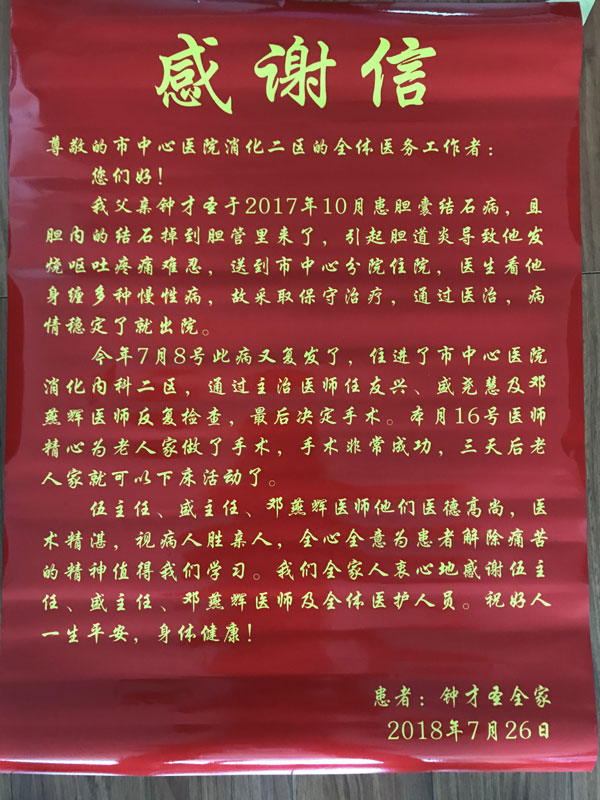 感谢信
尊敬的市中心医院消化二区的全体医务工作者：
您们好！
我父亲钟才圣于2017年10月患胆囊结石病，且
胆内的结石掉到胆管里来了，引起胆道炎导致他发
烧呕吐疼痛难忍，送到市中心分院住院，医生看他
身缠多种慢性病，故采取保守治疗，通过医治，病
情稳定了就出院。
今年7月8号此病又复发了，住进了市中心医院
消化内科二区，通过主治医师伍友兴、盛尧慧及邓
燕辉医师反复检查，最后决定手术。本月16号医师
精心为老人家做了手术，手术非常成功，三天后老
人家就可以下床活动了。
伍主任、盛主任、邓燕辉医师他们医德高尚，医
术精湛，视病人胜亲人，全心全意为患者解除痛苦
的精神值得我们学习。我们全家人衷心地感谢伍主
任、盛主任、邓燕辉医师及全体医护人员。祝好人
一生平安，身体健康！
患者：钟才圣全家
2018年7月26日